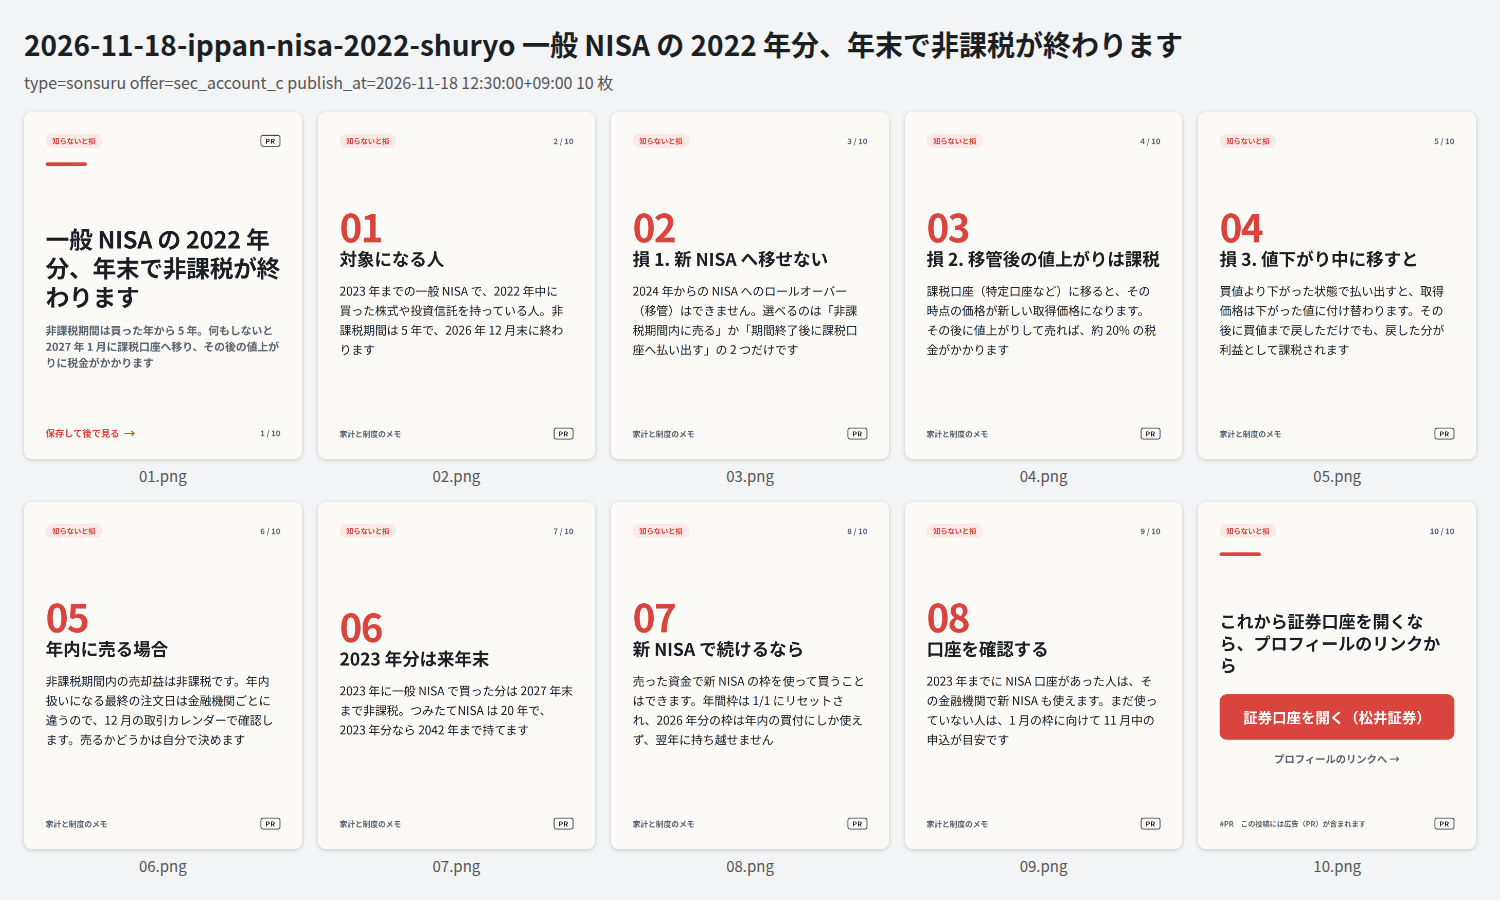 2026-11-18-ippan-nisa-2022-shuryo 一般 NISA の 2022 年分、年末で非課税が終わります
type=sonsuru offer=sec_account_c publish_at=2026-11-18 12:30:00+09:00 10 枚
知らないと損
PR
一般 NISA の 2022 年
分、年末で非課税が終
わります
非課税期間は買った年から 5 年。何もしないと
2027 年 1 月に課税口座へ移り、その後の値上が
りに税金がかかります
保存して後で見る →
1 / 10
01.png
知らないと損
2 / 10
01
対象になる人
2023 年までの一般 NISA で、2022 年中に
買った株式や投資信託を持っている人。非
課税期間は 5 年で、2026 年 12 月末に終わ
ります
家計と制度のメモ
PR
02.png
知らないと損
3 / 10
02
損 1. 新 NISA へ移せない
2024 年からの NISA へのロールオーバー
（移管）はできません。選べるのは「非課
税期間内に売る」か「期間終了後に課税口
座へ払い出す」の 2 つだけです
家計と制度のメモ
PR
03.png
知らないと損
4 / 10
03
損 2. 移管後の値上がりは課税
課税口座（特定口座など）に移ると、その
時点の価格が新しい取得価格になります。
その後に値上がりして売れば、約 20% の税
金がかかります
家計と制度のメモ
PR
04.png
知らないと損
5 / 10
04
損 3. 値下がり中に移すと
買値より下がった状態で払い出すと、取得
価格は下がった値に付け替わります。その
後に買値まで戻しただけでも、戻した分が
利益として課税されます
家計と制度のメモ
PR
05.png
知らないと損
6 / 10
05
年内に売る場合
非課税期間内の売却益は非課税です。年内
扱いになる最終の注文日は金融機関ごとに
違うので、12 月の取引カレンダーで確認し
ます。売るかどうかは自分で決めます
家計と制度のメモ
PR
06.png
知らないと損
7 / 10
06
2023 年分は来年末
2023 年に一般 NISA で買った分は 2027 年末
まで非課税。つみたてNISA は 20 年で、
2023 年分なら 2042 年まで持てます
家計と制度のメモ
PR
07.png
知らないと損
8 / 10
07
新 NISA で続けるなら
売った資金で新 NISA の枠を使って買うこと
はできます。年間枠は 1/1 にリセットさ
れ、2026 年分の枠は年内の買付にしか使え
ず、翌年に持ち越せません
家計と制度のメモ
PR
08.png
知らないと損
9 / 10
08
口座を確認する
2023 年までに NISA 口座があった人は、そ
の金融機関で新 NISA も使えます。まだ使っ
ていない人は、1 月の枠に向けて 11 月中の
申込が目安です
家計と制度のメモ
PR
09.png
知らないと損
10 / 10
これから証券口座を開くな
ら、プロフィールのリンクか
ら
証券口座を開く（松井証券）
プロフィールのリンクへ →
#PR この投稿には広告（PR）が含まれます
PR
10.png